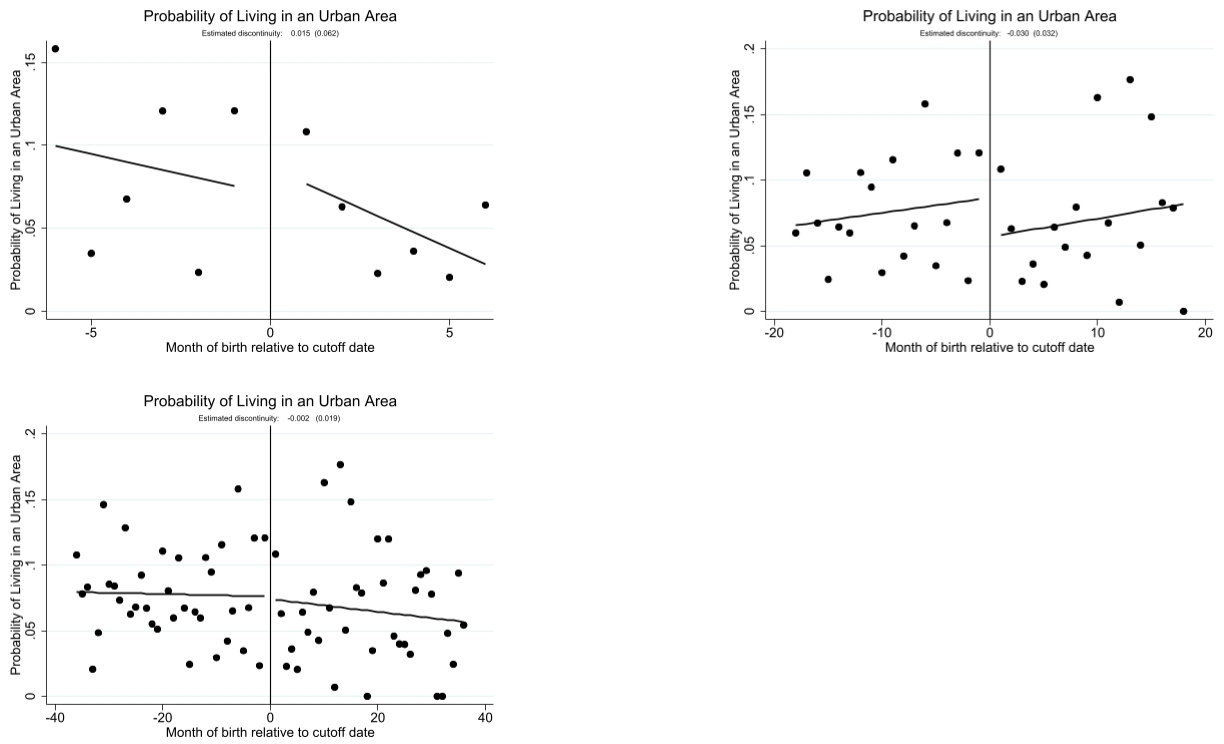 Probability of Living in an Urban Area
Estimated discontinuity: 0.015 (0.062)
Probability of Living in an Urban Area
.15
.1
.05
0
-5 0 5
Month of birth relative to cutoff date
Probability of Living in an Urban Area
Estimated discontinuity: -0.030 (0.032)
Probability of Living in an Urban Area
.2
.15
.1
.05
0
-20 -10 0 10 20
Month of birth relative to cutoff date
Probability of Living in an Urban Area
Estimated discontinuity: -0.002 (0.019)
Probability of Living in an Urban Area
.2
.15
.1
.05
0
-40 -20 0 20 40
Month of birth relative to cutoff date